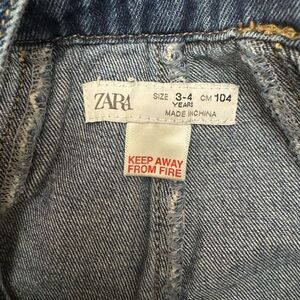 ZARA SIZE 3-4 CM 104
YEARS
MADE IN CHINA
KEEP AWAY
FROM FIRE